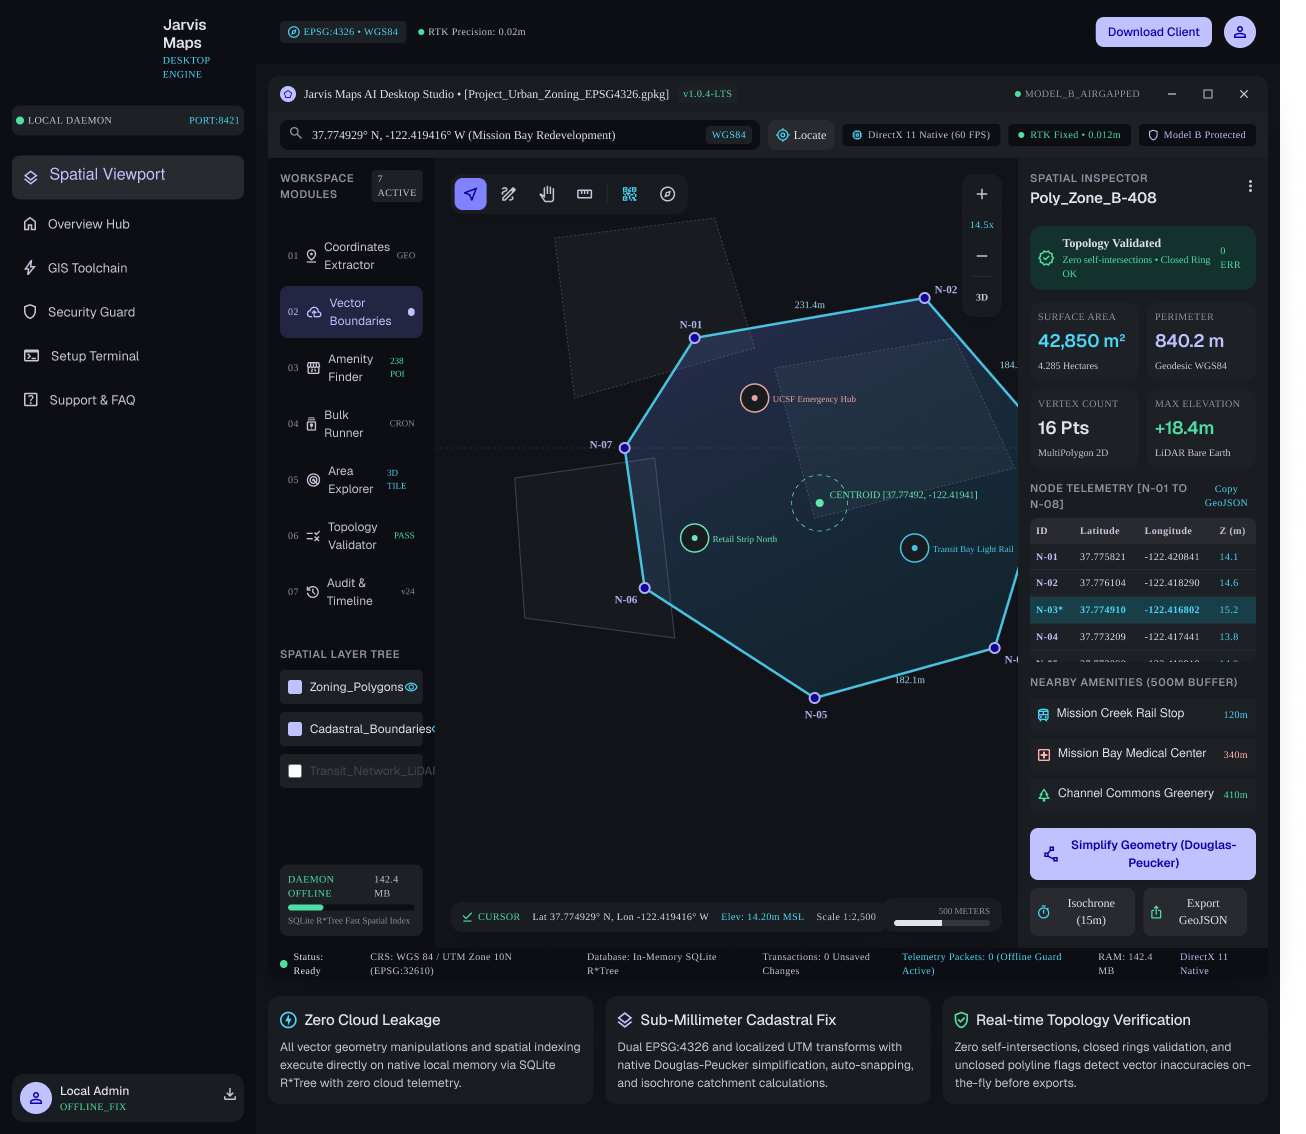 Jarvis
Maps
DESKTOP
ENGINE
LOCAL DAEMON
PORT:8421
Spatial Viewport
Overview Hub
GIS Toolchain
Security Guard
Setup Terminal
Support & FAQ
Local Admin
OFFLINE_FIX
EPSG:4326 • WGS84
RTK Precision: 0.02m
Download Client
Jarvis Maps AI Desktop Studio • [Project_Urban_Zoning_EPSG4326.gpkg]
v1.0.4-LTS
MODEL_B_AIRGAPPED
37.774929° N, -122.419416° W (Mission Bay Redevelopment)
WGS84
Locate
DirectX 11 Native (60 FPS)
RTK Fixed • 0.012m
Model B Protected
WORKSPACE
MODULES
7
ACTIVE
01
Coordinates
Extractor
GEO
02
Vector
Boundaries
03
Amenity
Finder
238
POI
04
Bulk
Runner
CRON
05
Area
Explorer
3D
TILE
06
Topology
Validator
PASS
07
Audit &
Timeline
v24
SPATIAL LAYER TREE
Zoning_Polygons
Cadastral_Boundaries
Transit_Network_LiDAR
DAEMON
OFFLINE
142.4
MB
SQLite R*Tree Fast Spatial Index
14.5x
3D
N-01
231.4m
N-02
184.
UCSF Emergency Hub
N-07
CENTROID [37.77492, -122.41941]
Retail Strip North
Transit Bay Light Rail
N-06
182.1m
N-05
CURSOR
Lat 37.774929° N, Lon -122.419416° W
Elev: 14.20m MSL
Scale 1:2,500
500 METERS
SPATIAL INSPECTOR
Poly_Zone_B-408
Topology Validated
Zero self-intersections • Closed Ring
OK
0
ERR
SURFACE AREA
42,850 m²
4.285 Hectares
PERIMETER
840.2 m
Geodesic WGS84
VERTEX COUNT
16 Pts
MultiPolygon 2D
MAX ELEVATION
+18.4m
LiDAR Bare Earth
NODE TELEMETRY [N-01 TO
N-08]
Copy
GeoJSON
ID Latitude Longitude Z (m)
N-01 37.775821 -122.420841 14.1
N-02 37.776104 -122.418290 14.6
N-03* 37.774910 -122.416802 15.2
N-04 37.773209 -122.417441 13.8
NEARBY AMENITIES (500M BUFFER)
Mission Creek Rail Stop 120m
Mission Bay Medical Center 340m
Channel Commons Greenery 410m
Simplify Geometry (Douglas-
Peucker)
Isochrone
(15m)
Export
GeoJSON
Status:
Ready
CRS: WGS 84 / UTM Zone 10N
(EPSG:32610)
Database: In-Memory SQLite
R*Tree
Transactions: 0 Unsaved
Changes
Telemetry Packets: 0 (Offline Guard
Active)
RAM: 142.4
MB
DirectX 11
Native
Zero Cloud Leakage
All vector geometry manipulations and spatial indexing
execute directly on native local memory via SQLite
R*Tree with zero cloud telemetry.
Sub-Millimeter Cadastral Fix
Dual EPSG:4326 and localized UTM transforms with
native Douglas-Peucker simplification, auto-snapping,
and isochrone catchment calculations.
Real-time Topology Verification
Zero self-intersections, closed rings validation, and
unclosed polyline flags detect vector inaccuracies on-
the-fly before exports.